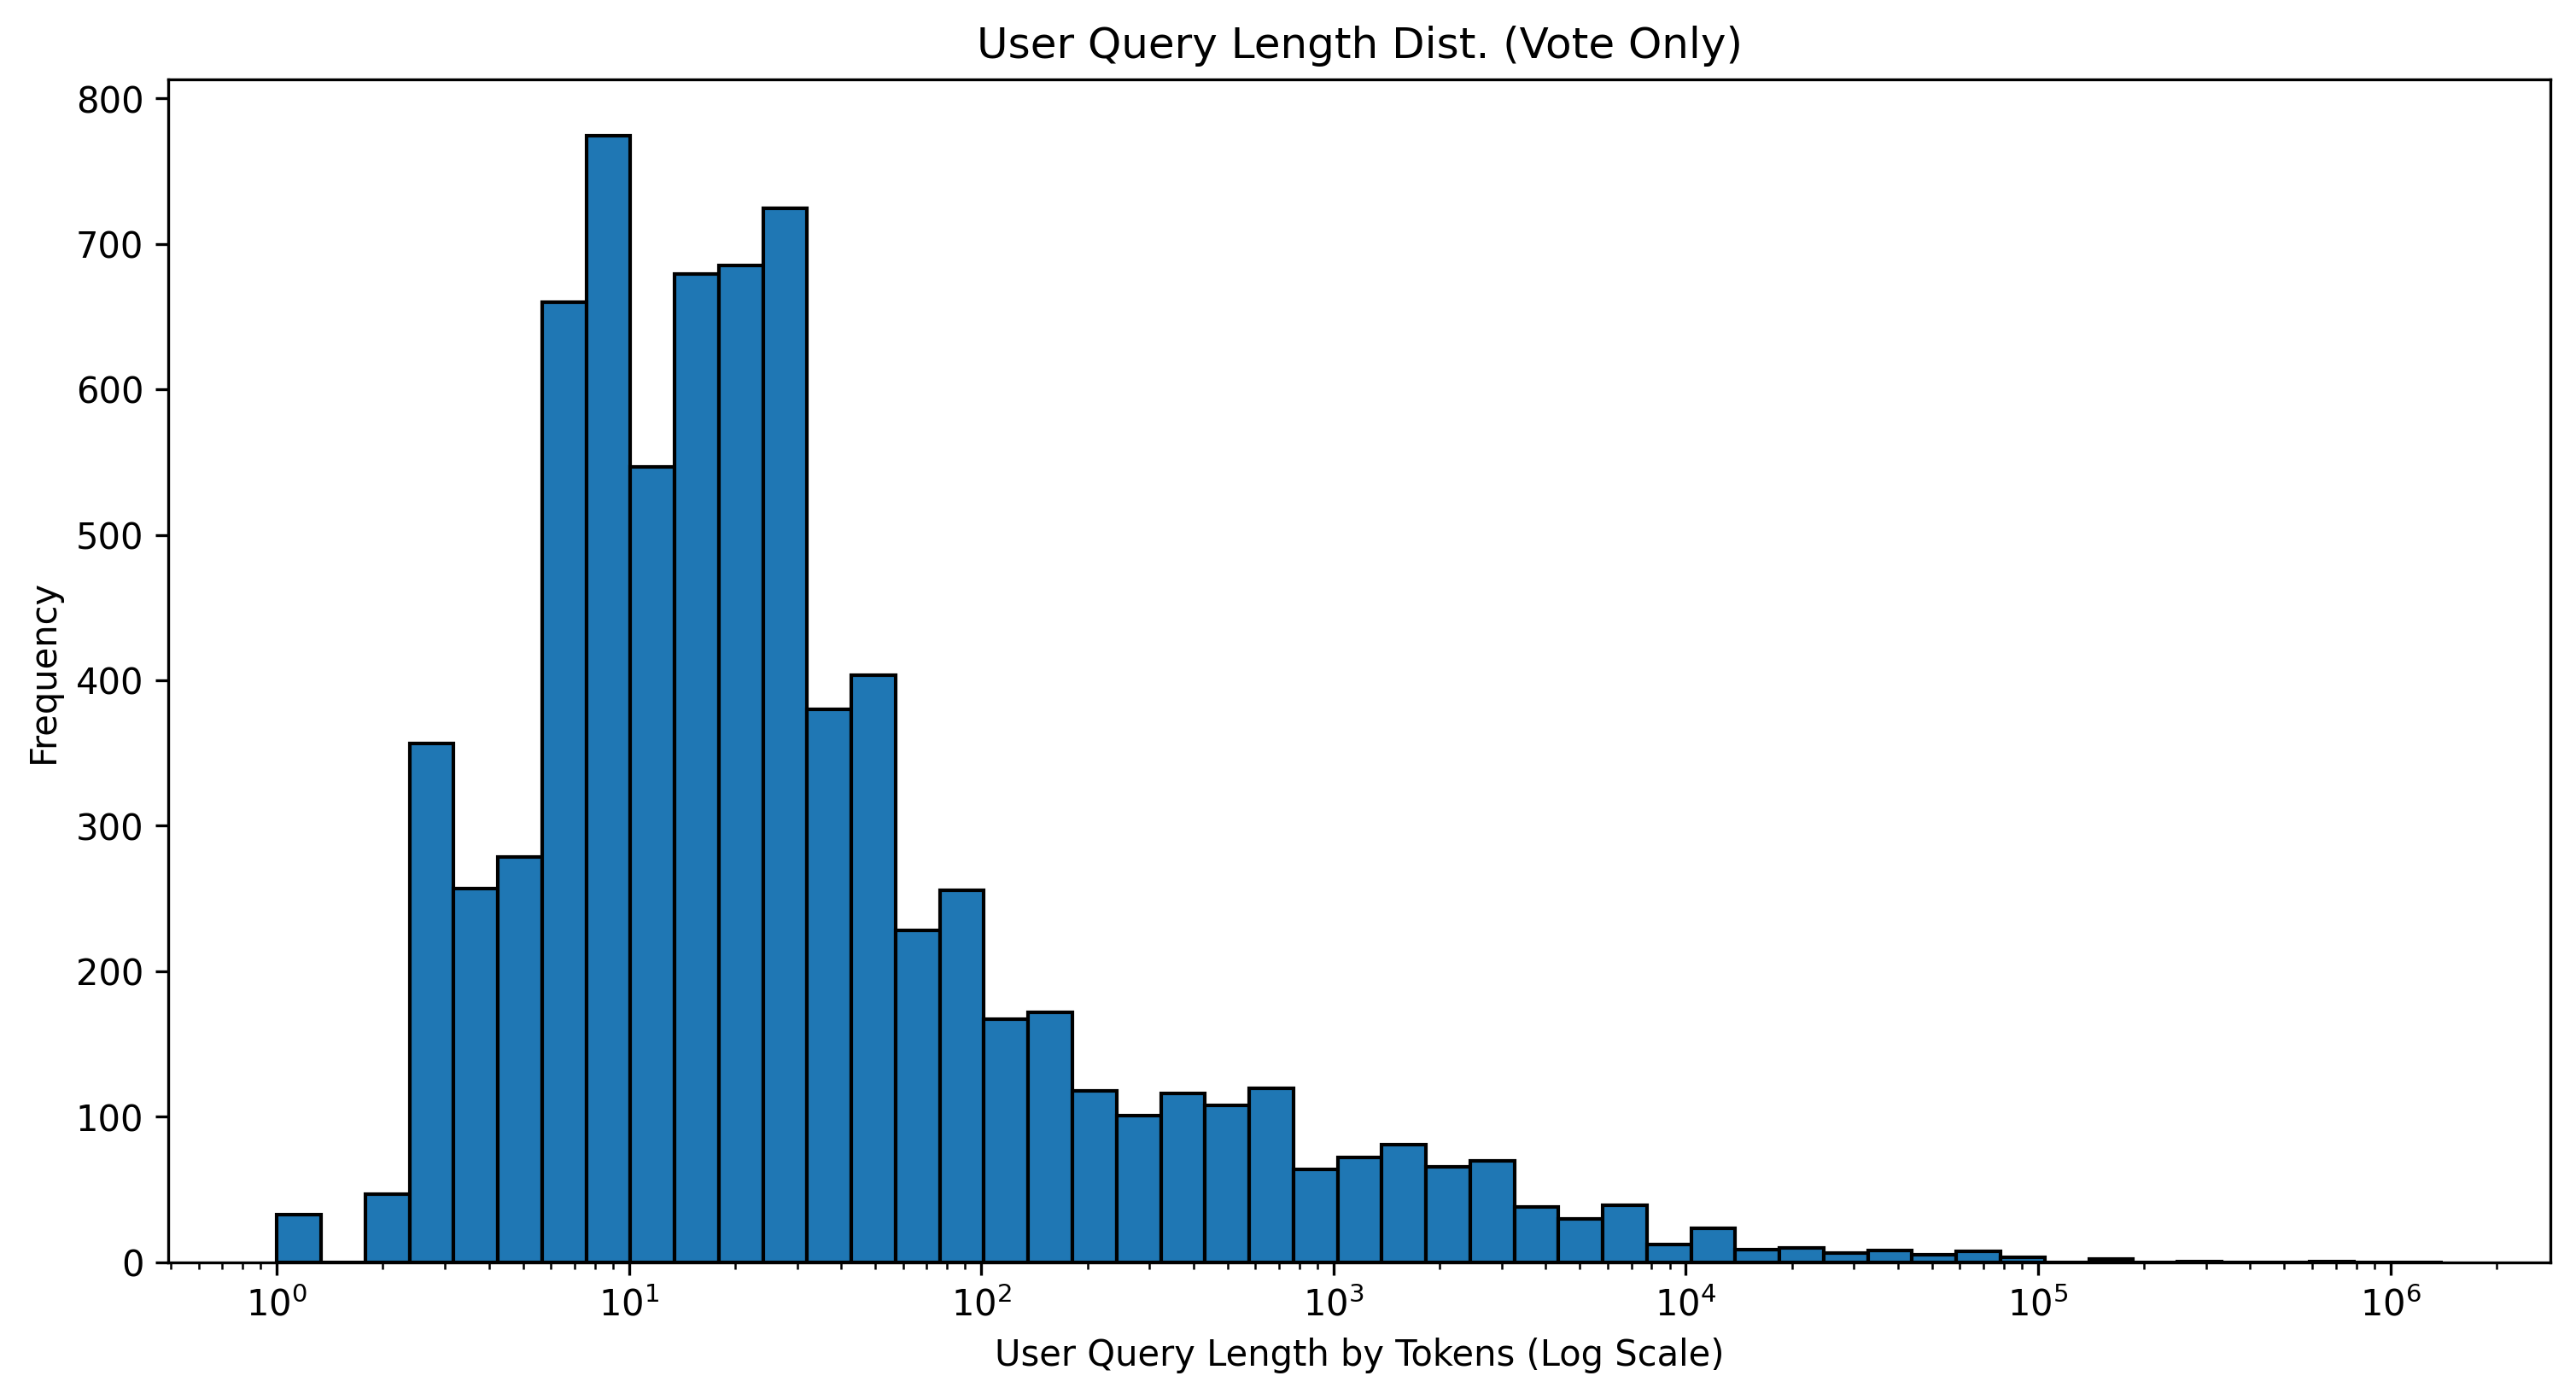 User Query Length Dist. (Vote Only)
800
700
600
500
400
300
200
100
0
Frequency
10⁰ 10¹ 10² 10³ 10⁴ 10⁵ 10⁶
User Query Length by Tokens (Log Scale)